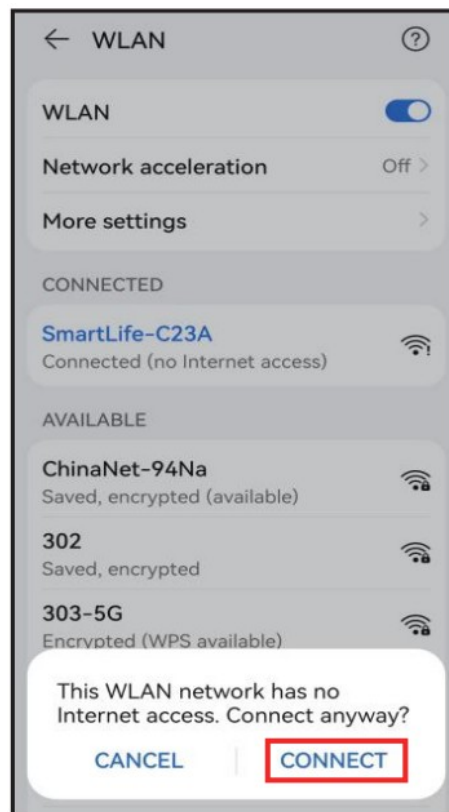 WLAN
WLAN
Network acceleration Off
More settings
CONNECTED
SmartLife-C23A
Connected (no Internet access)
AVAILABLE
ChinaNet-94Na
Saved, encrypted (available)
302
Saved, encrypted
303-5G
Encrypted (WPS available)
This WLAN network has no
Internet access. Connect anyway?
CANCEL CONNECT